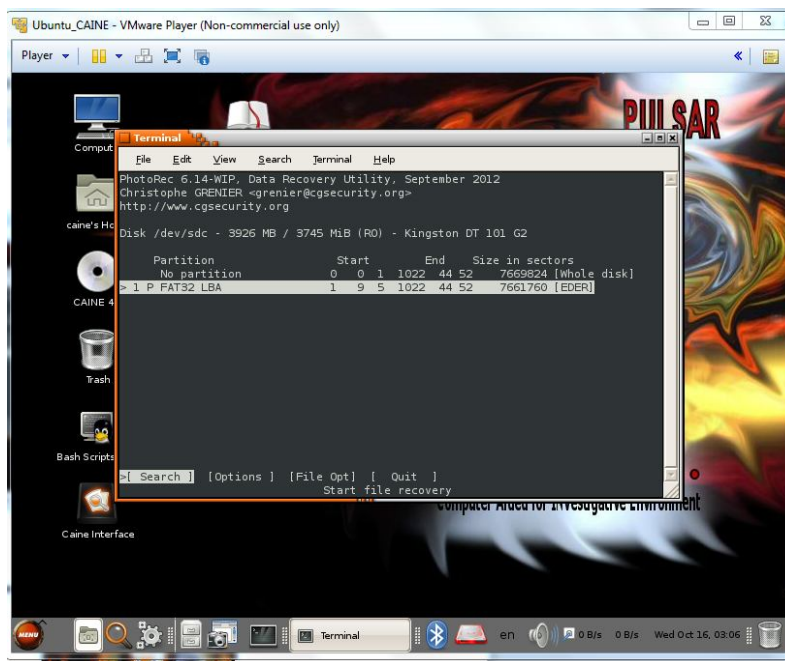 Ubuntu_CAINE - VMware Player (Non-commercial use only)
Player
PULSAR
Comput
Terminal
File Edit View Search Terminal Help
PhotoRec 6.14-WIP, Data Recovery Utility, September 2012
Christophe GRENIER <grenier@cgsecurity.org>
http://www.cgsecurity.org
caine's Ho
Disk /dev/sdc - 3926 MB / 3745 MiB (RO) - Kingston DT 101 G2
Partition Start End Size in sectors
No partition 0 0 1 1022 44 52 7669824 [Whole disk]
> 1 P FAT32 LBA 1 9 5 1022 44 52 7661760 [EDER]
CAINE 4
Trash
Bash Scripts
>[ Search ] [Options ] [File Opt] [ Quit ]
Start file recovery
Computer Aided for INvestigative Environment
Caine Interface
MENU
Terminal
en
0 B/s 0 B/s
Wed Oct 16, 03:06